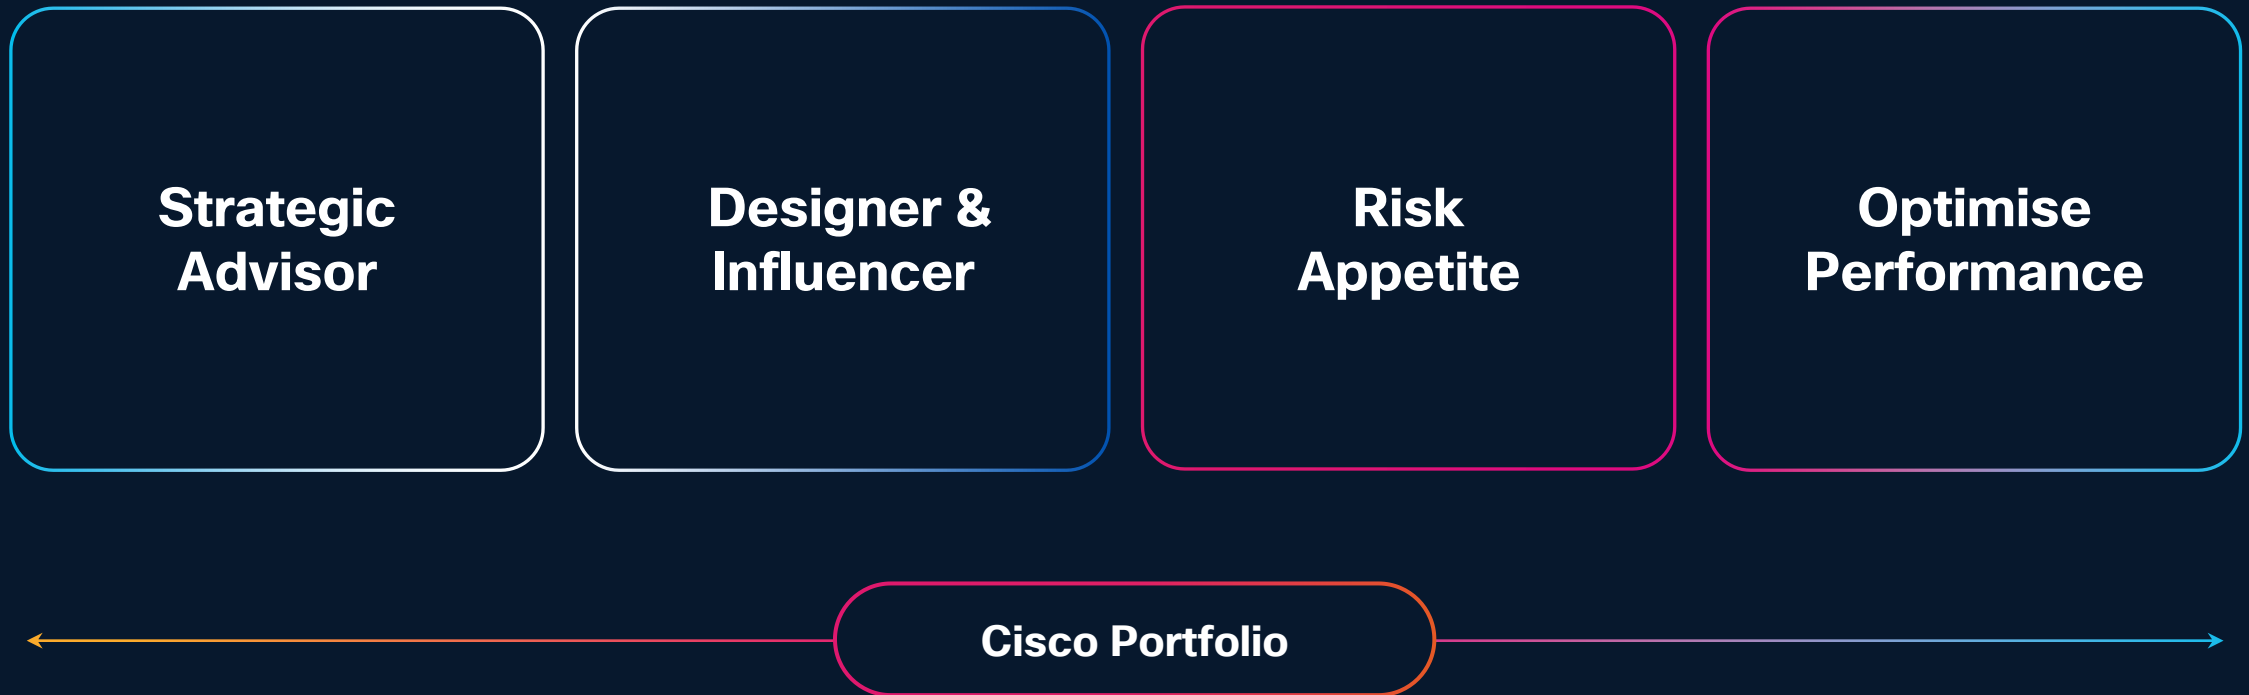 Strategic
Advisor
Designer &
Influencer
Risk
Appetite
Optimise
Performance
Cisco Portfolio